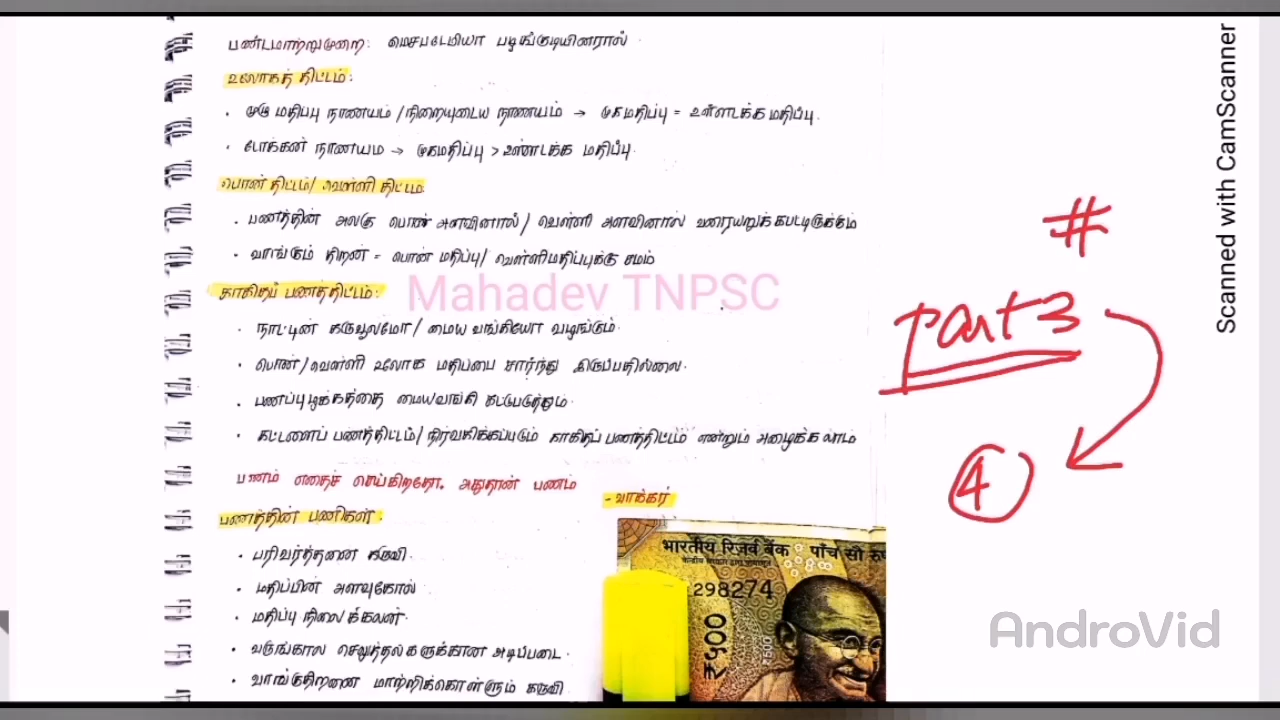 பண்டமாற்றுமுறை: மெசபடேமியா பழங்குடியினரால்
உலோகத் திட்டம்:
• முழு மதிப்பு நாணயம் / நிறையுடைய நாணயம் → முகமதிப்பு = உள்ளடக்க மதிப்பு.
• டோக்கன் நாணயம் → முகமதிப்பு > உள்ளடக்க மதிப்பு.
பொன் திட்டம் / வெள்ளி திட்டம்
• பணத்தின் அலகு பொன் அளவினால் / வெள்ளி அளவினால் வரையறுக்கபட்டிருக்கும்
• வாங்கும் திறன் = பொன் மதிப்பு / வெள்ளிமதிப்புக்கு சமம்
காகிதப் பணத்திட்டம்:
Mahadev TNPSC
• நாட்டின் கருவூலமோ / மைய வங்கியோ வழங்கும்.
• பொன் / வெள்ளி உலோக மதிப்பை சார்ந்து இருப்பதில்லை.
• பணப்புழக்கத்தை மையவங்கி கட்டுபடுத்தும்.
• கட்டளைப் பணத்திட்டம் / நிர்வகிக்கப்படும் காகிதப் பணத்திட்டம் என்றும் அழைக்கலாம்
பணம் எதைச் செய்கிறதோ, அதுதான் பணம்
- வாக்கர்
பணத்தின் பணிகள்:
• பரிவர்த்தனை கருவி.
• மதிப்பின் அளவுகோல்
• மதிப்பு நிலைக்கலன்.
• வருங்கால செலுத்தல்களுக்கான அடிப்படை.
• வாங்குதிறனை மாற்றிக்கொள்ளும் கருவி
भारतीय रिज़र्व बैंक पाँच सौ रु
298274
₹500
#
part 3
4
Scanned with CamScanner
AndroVid